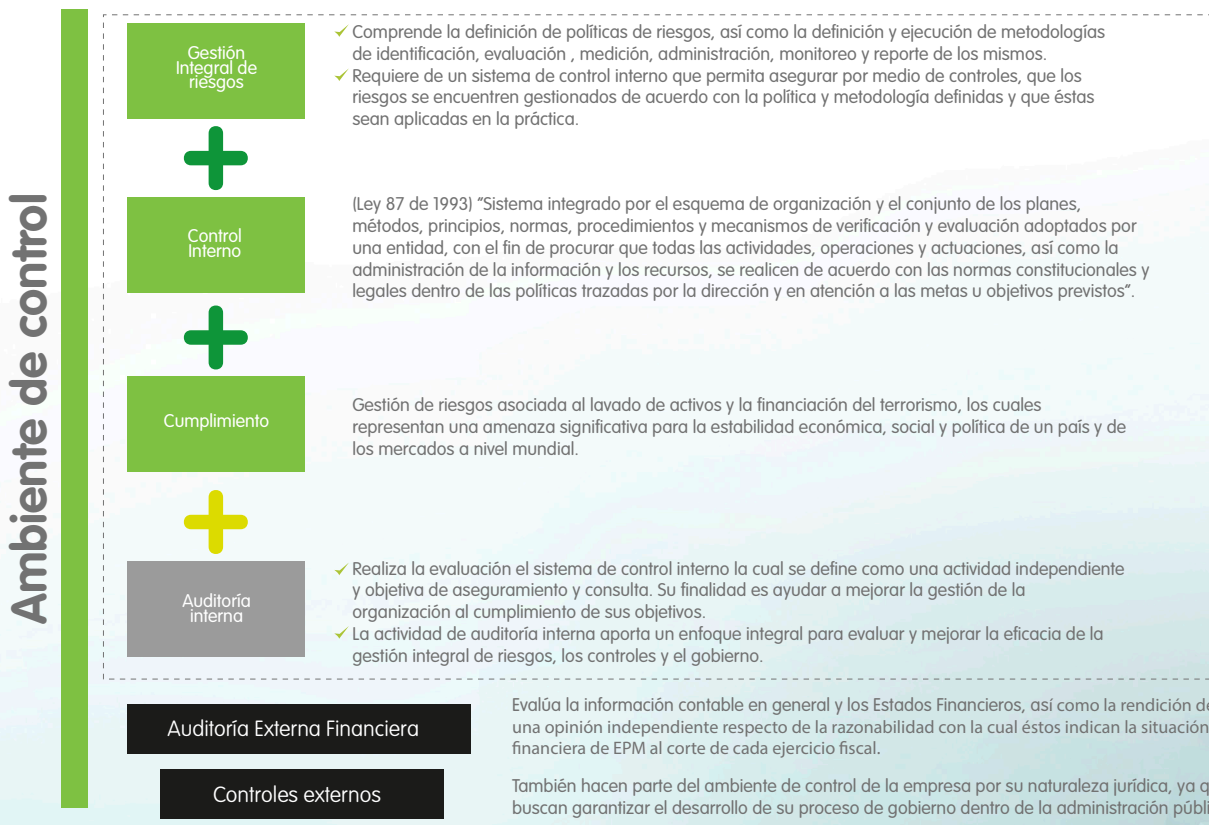 Ambiente de control
Gestión
Integral de
riesgos
✓ Comprende la definición de políticas de riesgos, así como la definición y ejecución de metodologías
de identificación, evaluación , medición, administración, monitoreo y reporte de los mismos.
✓ Requiere de un sistema de control interno que permita asegurar por medio de controles, que los
riesgos se encuentren gestionados de acuerdo con la política y metodología definidas y que éstas
sean aplicadas en la práctica.
+
Control
Interno
(Ley 87 de 1993) “Sistema integrado por el esquema de organización y el conjunto de los planes,
métodos, principios, normas, procedimientos y mecanismos de verificación y evaluación adoptados por
una entidad, con el fin de procurar que todas las actividades, operaciones y actuaciones, así como la
administración de la información y los recursos, se realicen de acuerdo con las normas constitucionales y
legales dentro de las políticas trazadas por la dirección y en atención a las metas u objetivos previstos”.
+
Cumplimiento
Gestión de riesgos asociada al lavado de activos y la financiación del terrorismo, los cuales
representan una amenaza significativa para la estabilidad económica, social y política de un país y de
los mercados a nivel mundial.
+
Auditoría
interna
✓ Realiza la evaluación el sistema de control interno la cual se define como una actividad independiente
y objetiva de aseguramiento y consulta. Su finalidad es ayudar a mejorar la gestión de la
organización al cumplimiento de sus objetivos.
✓ La actividad de auditoría interna aporta un enfoque integral para evaluar y mejorar la eficacia de la
gestión integral de riesgos, los controles y el gobierno.
Auditoría Externa Financiera
Evalúa la información contable en general y los Estados Financieros, así como la rendición de
una opinión independiente respecto de la razonabilidad con la cual éstos indican la situación
financiera de EPM al corte de cada ejercicio fiscal.
Controles externos
También hacen parte del ambiente de control de la empresa por su naturaleza jurídica, ya
buscan garantizar el desarrollo de su proceso de gobierno dentro de la administración